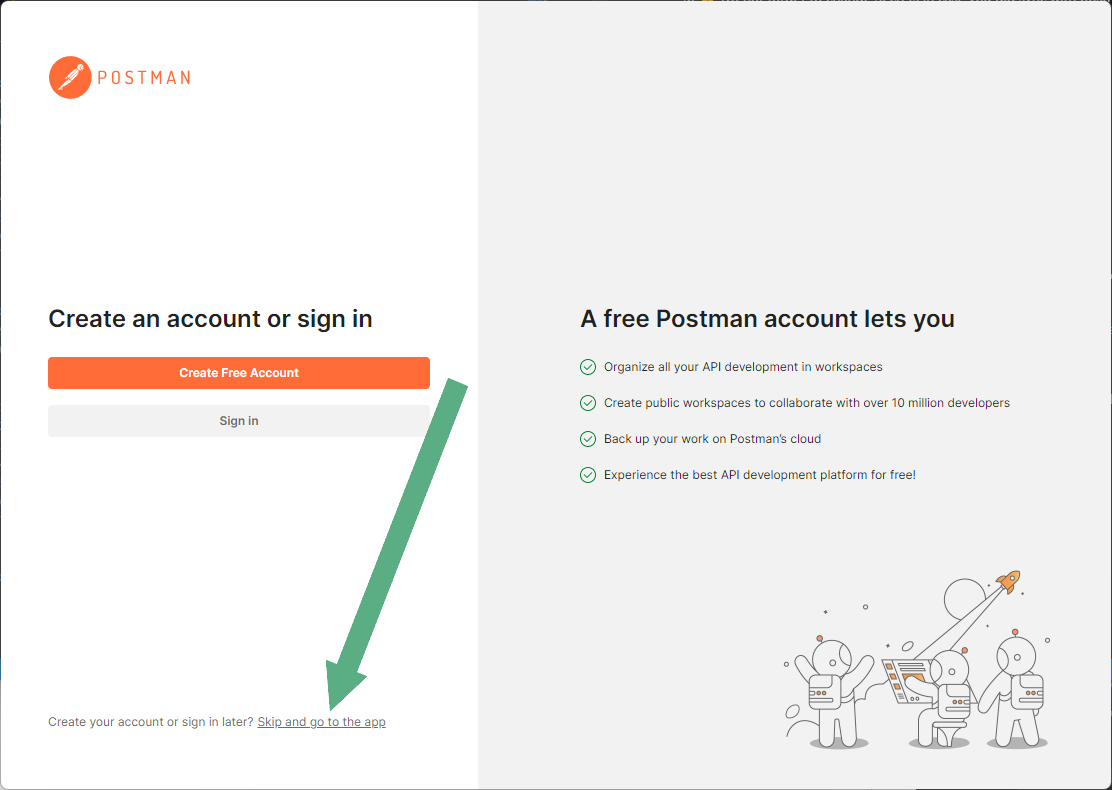 POSTMAN
Create an account or sign in
Create Free Account
Sign in
Create your account or sign in later? Skip and go to the app
A free Postman account lets you
Organize all your API development in workspaces
Create public workspaces to collaborate with over 10 million developers
Back up your work on Postman’s cloud
Experience the best API development platform for free!